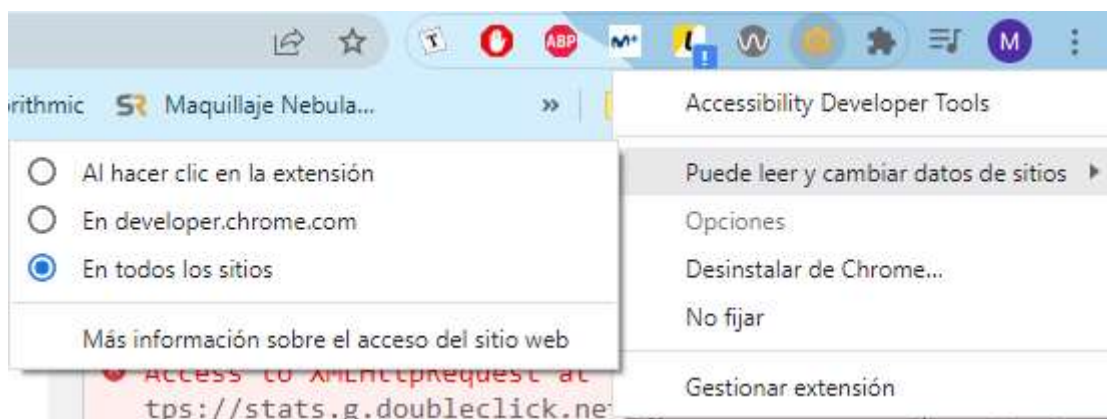 ABP
M+
M
rithmic
SR Maquillaje Nebula...
»
Accessibility Developer Tools
Puede leer y cambiar datos de sitios
Opciones
Desinstalar de Chrome...
No fijar
Gestionar extensión
Al hacer clic en la extensión
En developer.chrome.com
En todos los sitios
Más información sobre el acceso del sitio web
Access to XMLHttpRequest at
tps://stats.g.doubleclick.ne